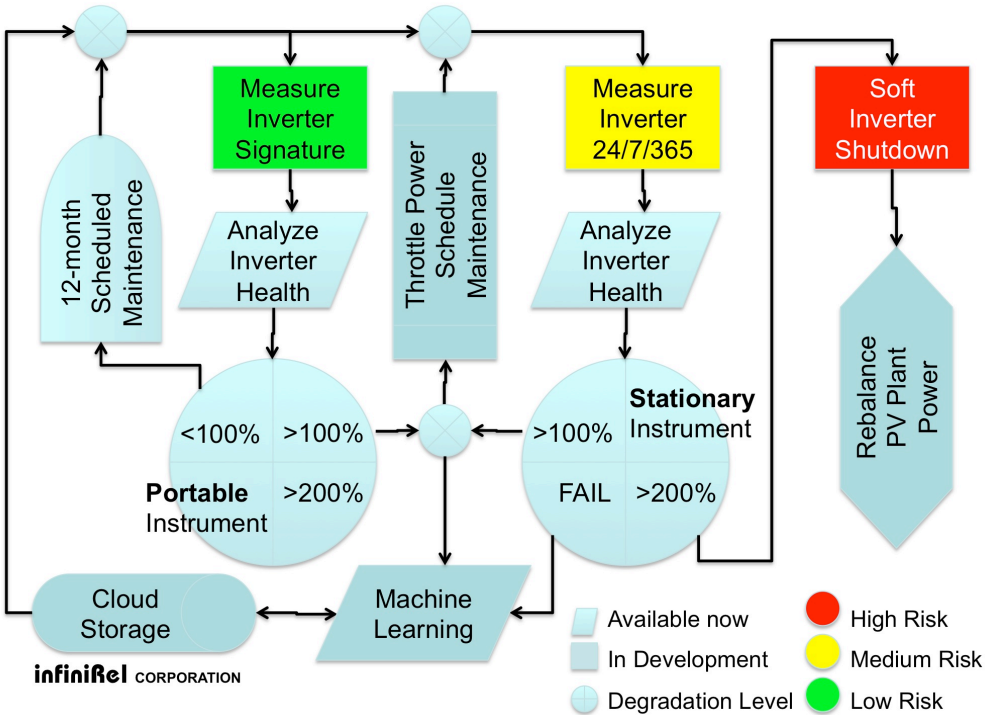 Measure
Inverter
Signature
Measure
Inverter
24/7/365
Soft
Inverter
Shutdown
12-month
Scheduled
Maintenance
Analyze
Inverter
Health
Throttle Power
Schedule
Maintenance
Analyze
Inverter
Health
Rebalance
PV Plant
Power
<100%
>100%
>200%
Portable
Instrument
Stationary
Instrument
>100%
FAIL
>200%
Cloud
Storage
Machine
Learning
infiniRel CORPORATION
Available now
In Development
Degradation Level
High Risk
Medium Risk
Low Risk